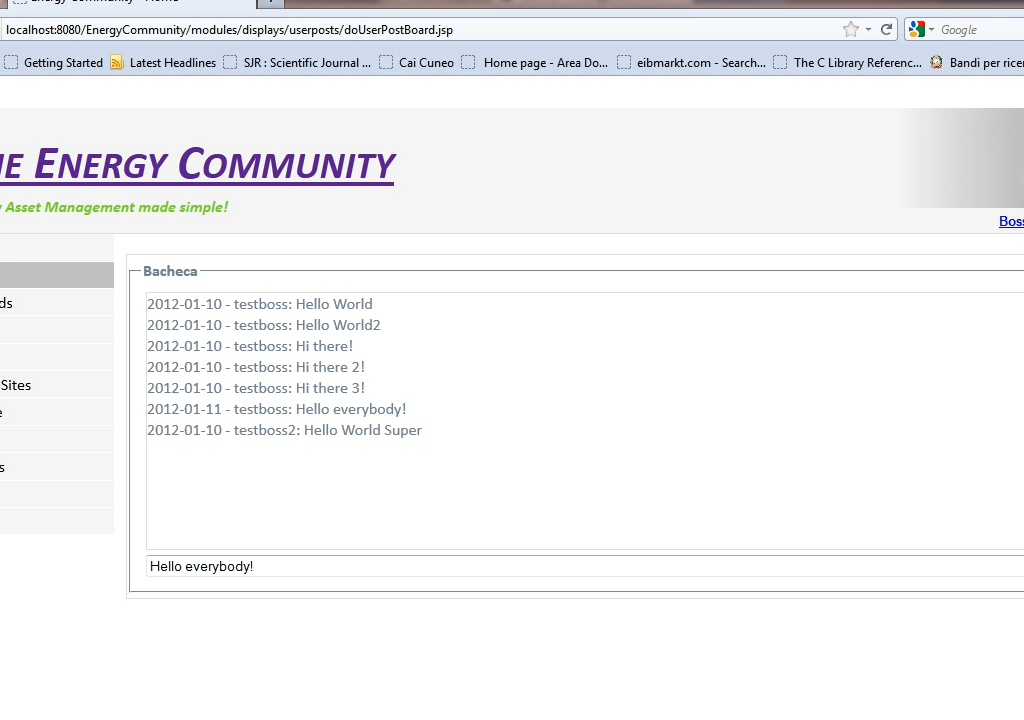 Energy Community - Home
localhost:8080/EnergyCommunity/modules/displays/userposts/doUserPostBoard.jsp
Google
Getting Started Latest Headlines SJR : Scientific Journal ... Cai Cuneo Home page - Area Do... eibmarkt.com - Search... The C Library Referenc... Bandi per ricer
E ENERGY COMMUNITY
Asset Management made simple!
Boss
Bacheca
ds
Sites
e
s
2012-01-10 - testboss: Hello World
2012-01-10 - testboss: Hello World2
2012-01-10 - testboss: Hi there!
2012-01-10 - testboss: Hi there 2!
2012-01-10 - testboss: Hi there 3!
2012-01-11 - testboss: Hello everybody!
2012-01-10 - testboss2: Hello World Super
Hello everybody!